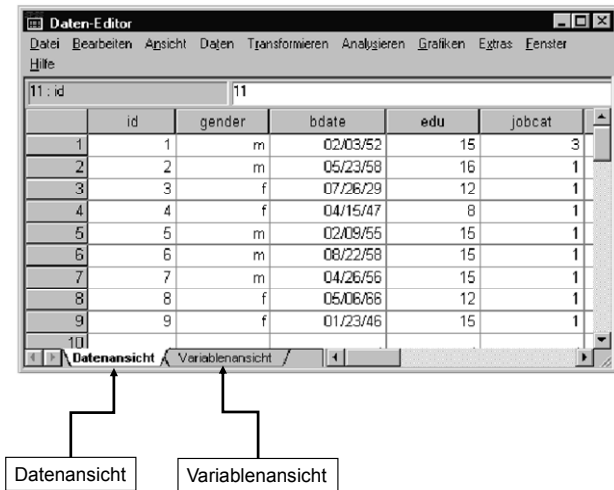 Daten-Editor
Datei Bearbeiten Ansicht Daten Transformieren Analysieren Grafiken Extras Fenster
Hilfe
11 : id 11
id gender bdate edu jobcat
1 1 m 02/03/52 15 3
2 2 m 05/23/58 16 1
3 3 f 07/26/29 12 1
4 4 f 04/15/47 8 1
5 5 m 02/09/55 15 1
6 6 m 08/22/58 15 1
7 7 m 04/26/56 15 1
8 8 f 05/06/66 12 1
9 9 f 01/23/46 15 1
10
Datenansicht Variablenansicht
Datenansicht Variablenansicht